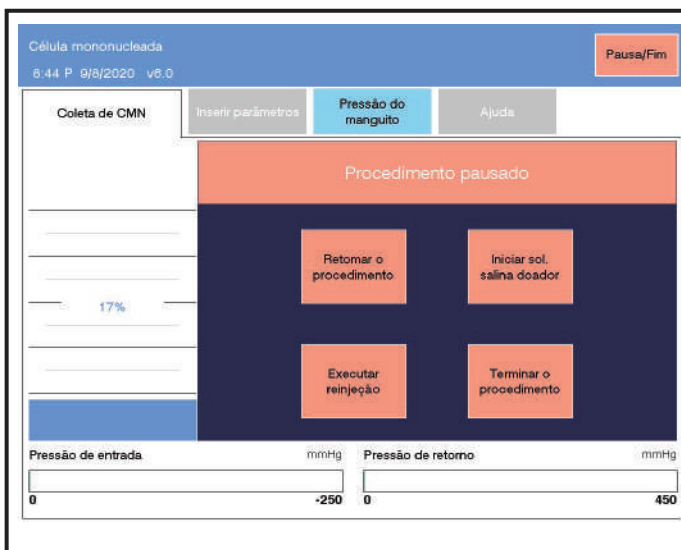 Célula mononucleada
8:44 P 9/8/2020 v6.0
Pausa/Fim
Coleta de CMN
Inserir parâmetros
Pressão do
manguito
Ajuda
Procedimento pausado
Retomar o
procedimento
Iniciar sol.
salina doador
17%
Executar
reinjeção
Terminar o
procedimento
Pressão de entrada
mmHg
Pressão de retorno
mmHg
0
-250
0
450